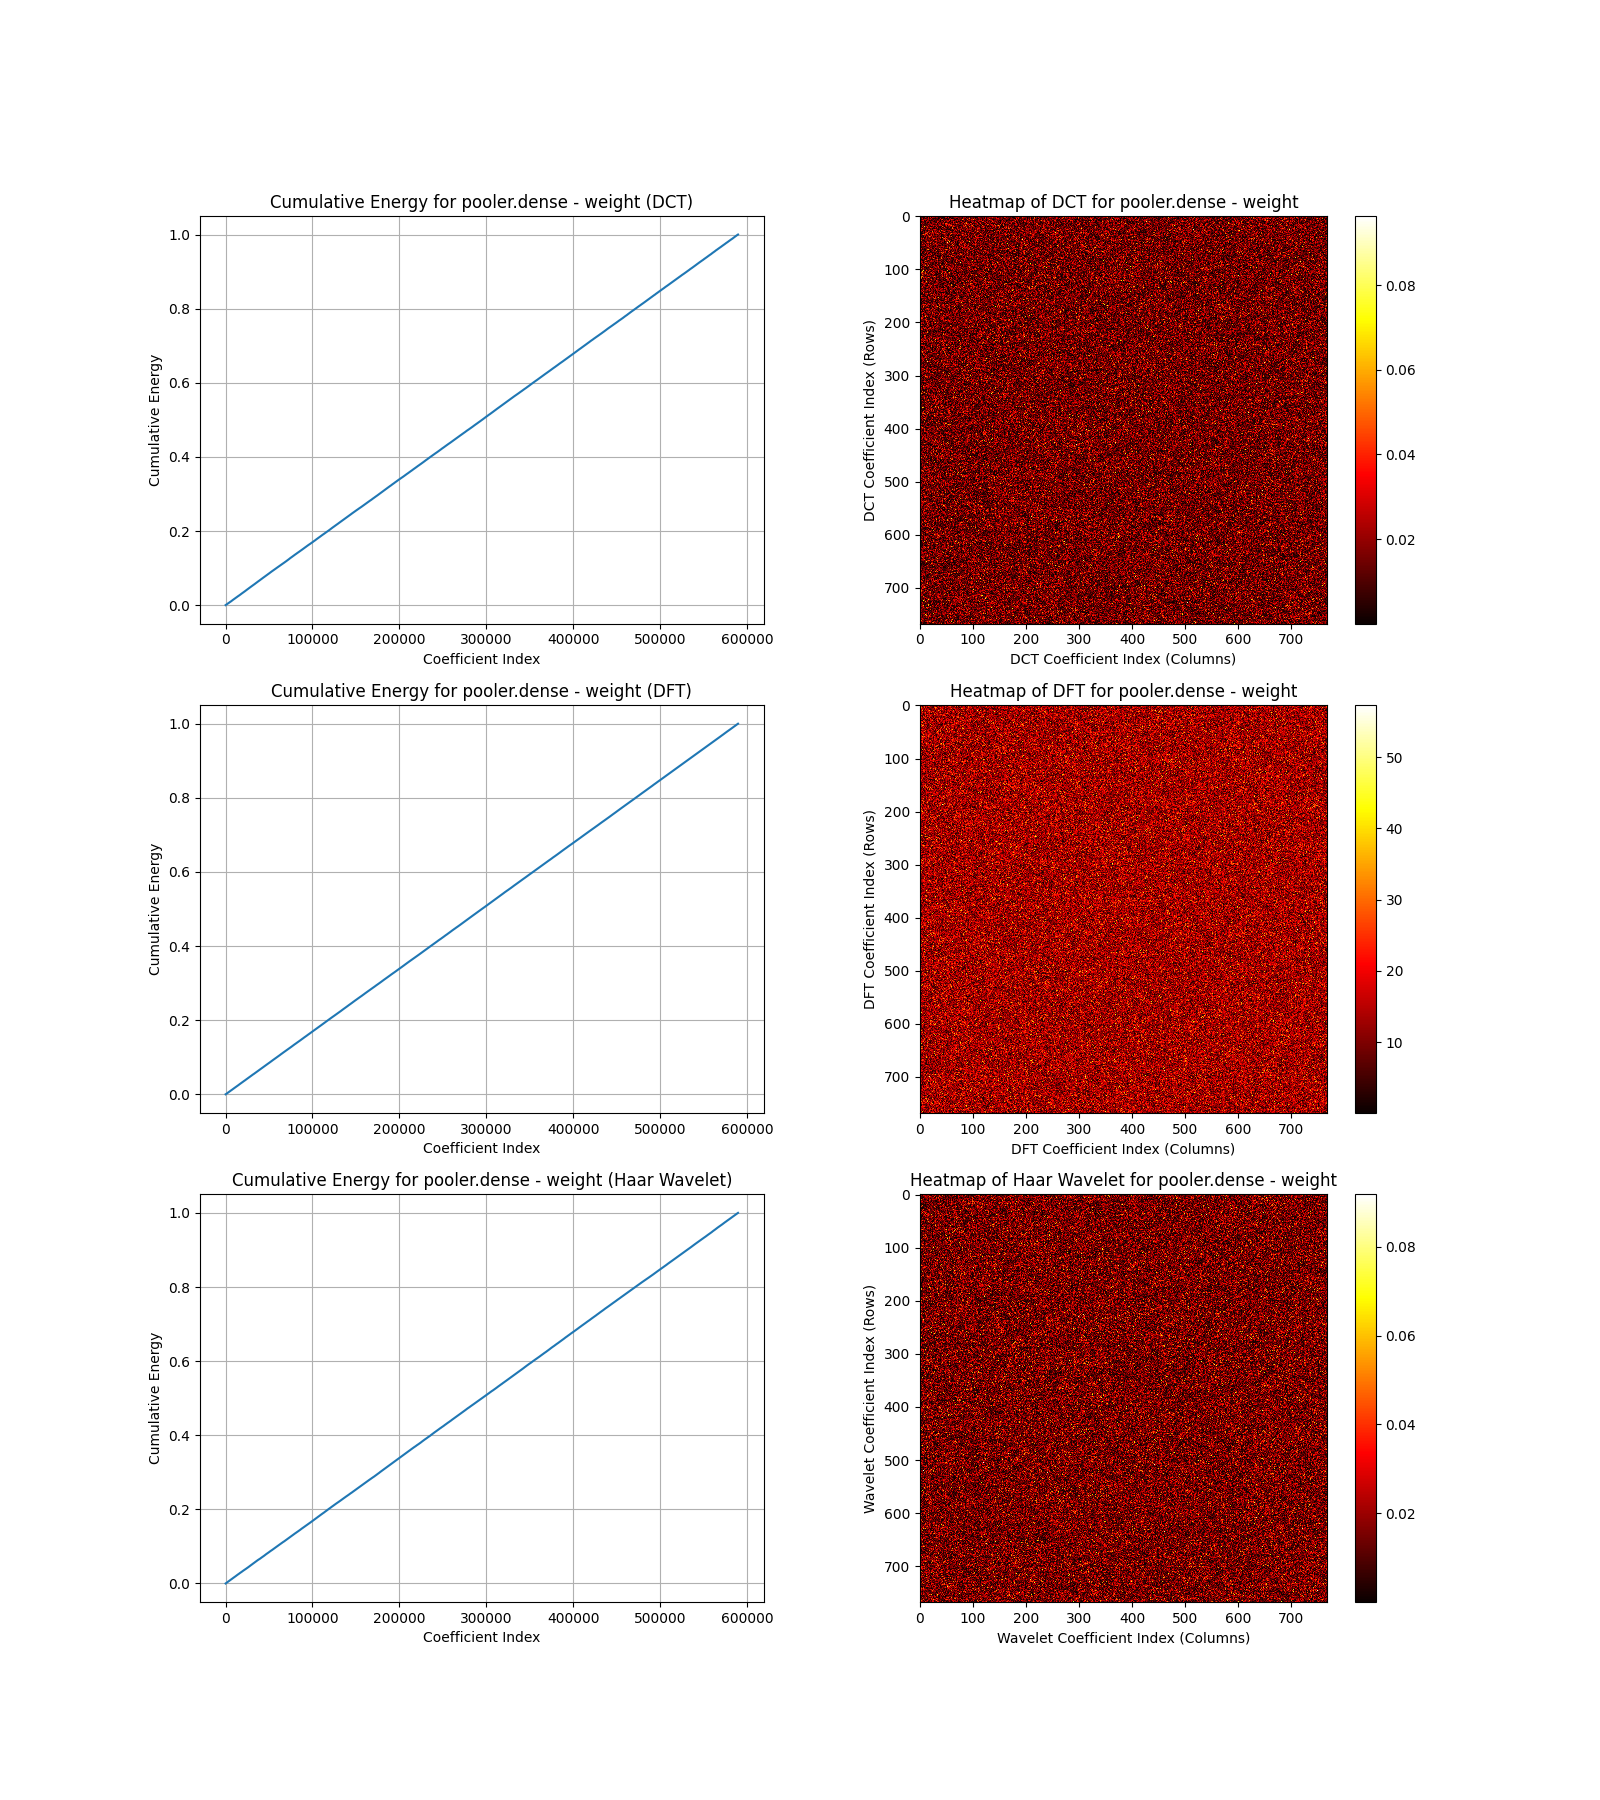 Cumulative Energy for pooler.dense - weight (DCT)
1.0
0.8
0.6
0.4
0.2
0.0
Cumulative Energy
0 100000 200000 300000 400000 500000 600000
Coefficient Index
Heatmap of DCT for pooler.dense - weight
0
100
200
300
400
500
600
700
DCT Coefficient Index (Rows)
0 100 200 300 400 500 600 700
DCT Coefficient Index (Columns)
0.08
0.06
0.04
0.02
Cumulative Energy for pooler.dense - weight (DFT)
1.0
0.8
0.6
0.4
0.2
0.0
Cumulative Energy
0 100000 200000 300000 400000 500000 600000
Coefficient Index
Heatmap of DFT for pooler.dense - weight
0
100
200
300
400
500
600
700
DFT Coefficient Index (Rows)
0 100 200 300 400 500 600 700
DFT Coefficient Index (Columns)
50
40
30
20
10
Cumulative Energy for pooler.dense - weight (Haar Wavelet)
1.0
0.8
0.6
0.4
0.2
0.0
Cumulative Energy
0 100000 200000 300000 400000 500000 600000
Coefficient Index
Heatmap of Haar Wavelet for pooler.dense - weight
0
100
200
300
400
500
600
700
Wavelet Coefficient Index (Rows)
0 100 200 300 400 500 600 700
Wavelet Coefficient Index (Columns)
0.08
0.06
0.04
0.02